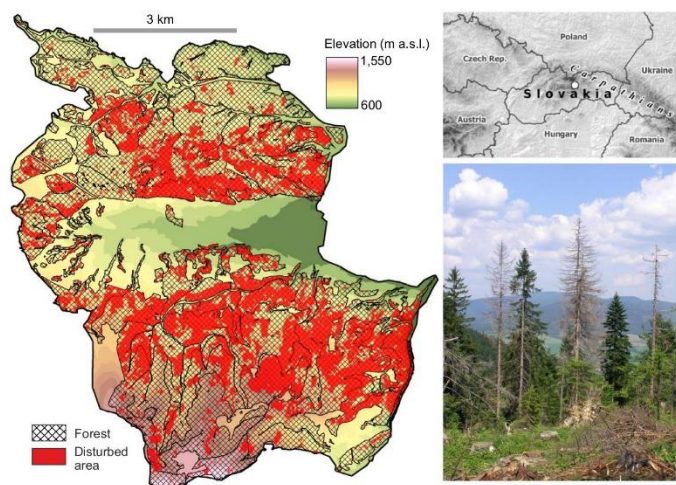 3 km
Elevation (m a.s.l.)
1,550
600
Forest
Disturbed
area
Poland
Czech Rep.
Carpathians
Ukraine
Slovakia
Austria
Hungary
Romania